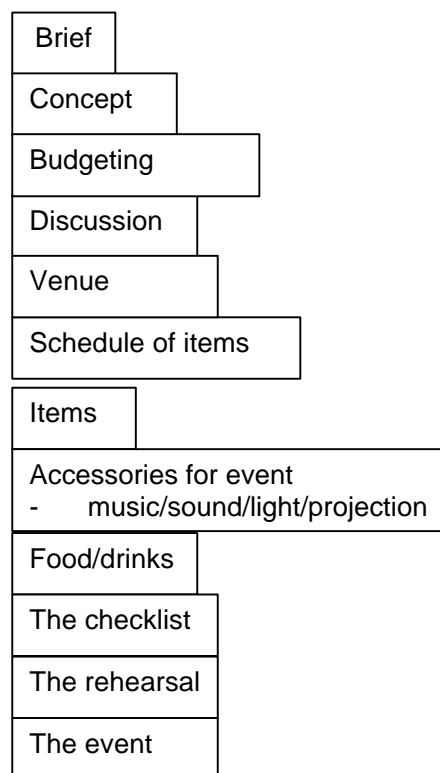 Brief
Concept
Budgeting
Discussion
Venue
Schedule of items
Items
Accessories for event
- music/sound/light/projection
Food/drinks
The checklist
The rehearsal
The event